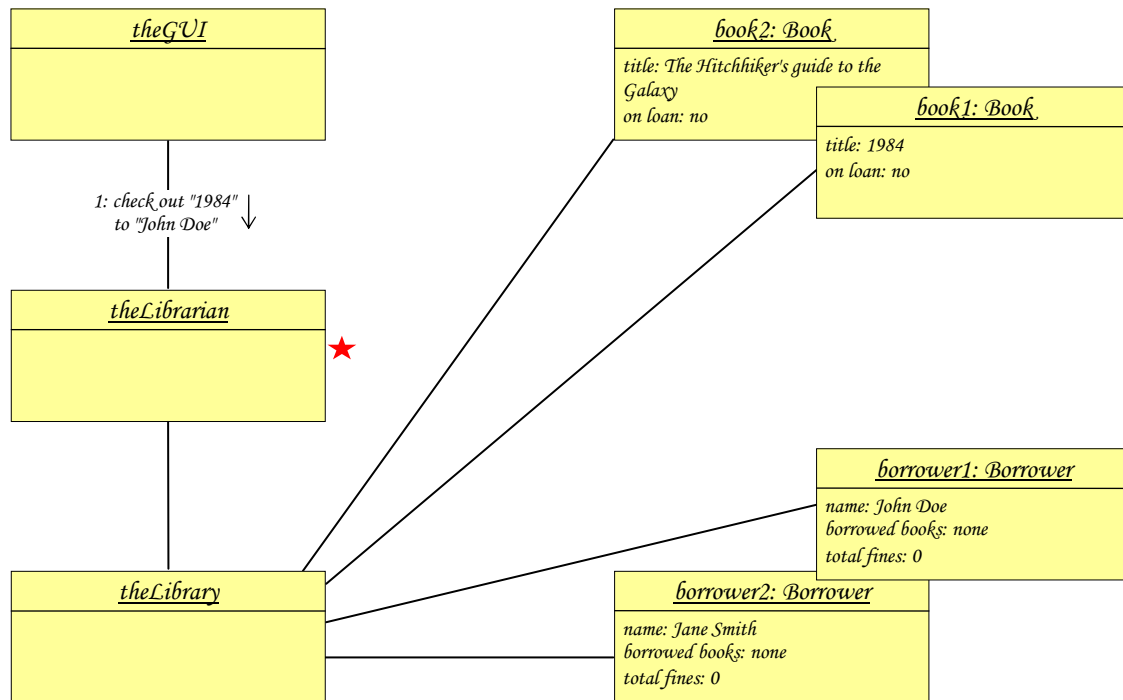 theGUI
1: check out "1984"
to "John Doe"
theLibrarian
theLibrary
book2: Book
title: The Hitchhiker's guide to the
Galaxy
on loan: no
book1: Book
title: 1984
on loan: no
borrower1: Borrower
name: John Doe
borrowed books: none
total fines: 0
borrower2: Borrower
name: Jane Smith
borrowed books: none
total fines: 0